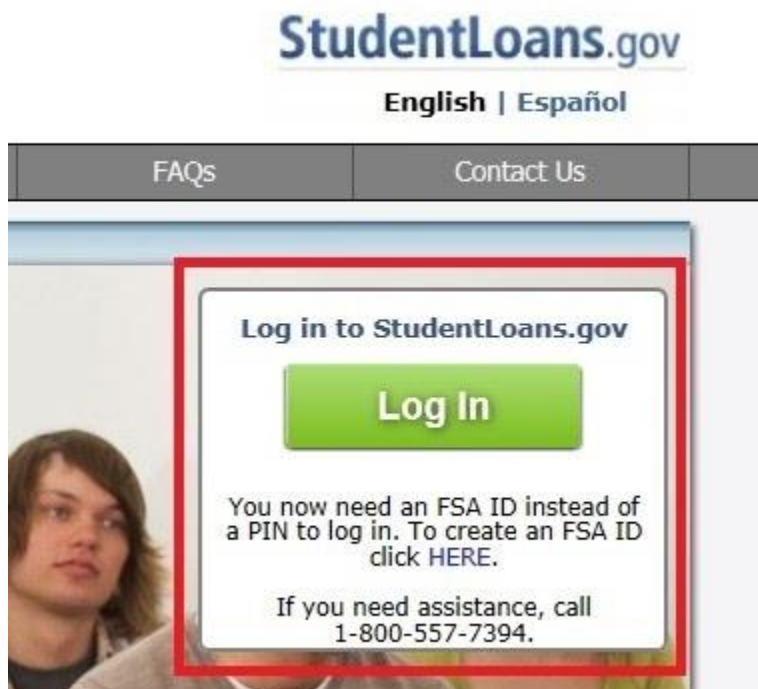 StudentLoans.gov
English | Español
FAQs Contact Us
Log in to StudentLoans.gov
Log In
You now need an FSA ID instead of
a PIN to log in. To create an FSA ID
click HERE.
If you need assistance, call
1-800-557-7394.